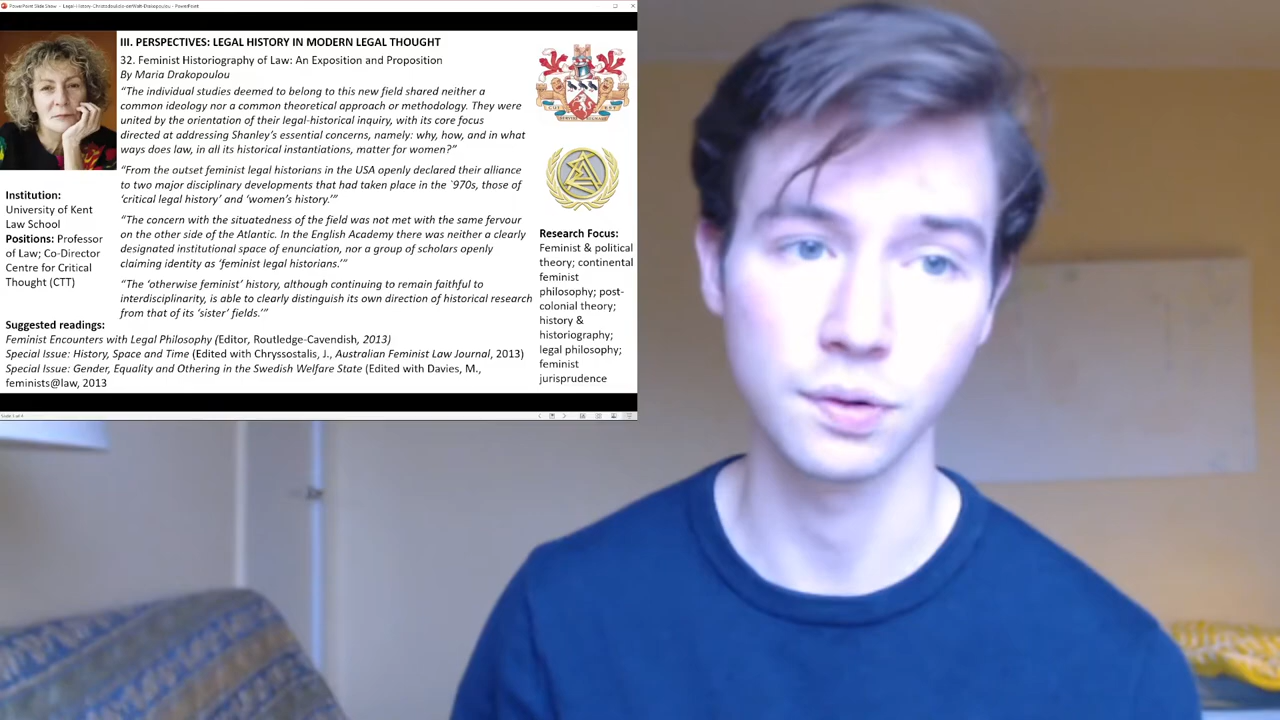 III. PERSPECTIVES: LEGAL HISTORY IN MODERN LEGAL THOUGHT
32. Feminist Historiography of Law: An Exposition and Proposition
By Maria Drakopoulou
“The individual studies deemed to belong to this new field shared neither a
common ideology nor a common theoretical approach or methodology. They were
united by the orientation of their legal-historical inquiry, with its core focus
directed at addressing Shanley’s essential concerns, namely: why, how, and in what
ways does law, in all its historical instantiations, matter for women?”
“From the outset feminist legal historians in the USA openly declared their alliance
to two major disciplinary developments that had taken place in the `970s, those of
‘critical legal history’ and ‘women’s history.’”
“The concern with the situatedness of the field was not met with the same fervour
on the other side of the Atlantic. In the English Academy there was neither a clearly
designated institutional space of enunciation, nor a group of scholars openly
claiming identity as ‘feminist legal historians.’”
“The ‘otherwise feminist’ history, although continuing to remain faithful to
interdisciplinarity, is able to clearly distinguish its own direction of historical research
from that of its ‘sister’ fields.’”
Institution:
University of Kent
Law School
Positions: Professor
of Law; Co-Director
Centre for Critical
Thought (CTT)
Research Focus:
Feminist & political
theory; continental
feminist
philosophy; post-
colonial theory;
history &
historiography;
legal philosophy;
feminist
jurisprudence
Suggested readings:
Feminist Encounters with Legal Philosophy (Editor, Routledge-Cavendish, 2013)
Special Issue: History, Space and Time (Edited with Chryssostalis, J., Australian Feminist Law Journal, 2013)
Special Issue: Gender, Equality and Othering in the Swedish Welfare State (Edited with Davies, M.,
feminists@law, 2013